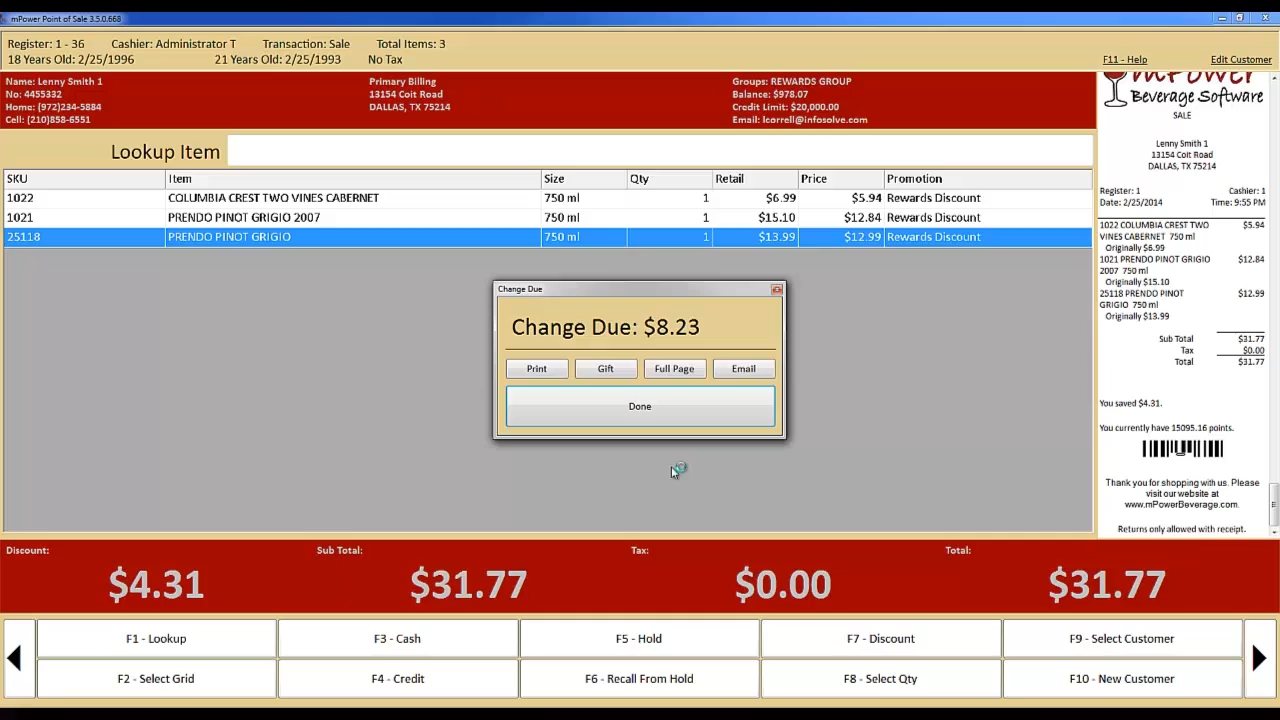 mPower Point of Sale 3.5.0.668
Register: 1 - 36 Cashier: Administrator T Transaction: Sale Total Items: 3
18 Years Old: 2/25/1996 21 Years Old: 2/25/1993 No Tax
F11 - Help Edit Customer
Name: Lenny Smith 1
No: 4455332
Home: (972)234-5884
Cell: (210)858-6551
Primary Billing
13154 Coit Road
DALLAS, TX 75214
Groups: REWARDS GROUP
Balance: $978.07
Credit Limit: $20,000.00
Email: lcorrell@infosolve.com
Lookup Item
SKU Item Size Qty Retail Price Promotion
1022 COLUMBIA CREST TWO VINES CABERNET 750 ml 1 $6.99 $5.94 Rewards Discount
1021 PRENDO PINOT GRIGIO 2007 750 ml 1 $15.10 $12.84 Rewards Discount
25118 PRENDO PINOT GRIGIO 750 ml 1 $13.99 $12.99 Rewards Discount
Change Due
Change Due: $8.23
Print Gift Full Page Email
Done
mPower
Beverage Software
SALE
Lenny Smith 1
13154 Coit Road
DALLAS, TX 75214
Register: 1 Cashier: 1
Date: 2/25/2014 Time: 9:55 PM
1022 COLUMBIA CREST TWO $5.94
VINES CABERNET 750 ml
Originally $6.99
1021 PRENDO PINOT GRIGIO $12.84
2007 750 ml
Originally $15.10
25118 PRENDO PINOT $12.99
GRIGIO 750 ml
Originally $13.99
Sub Total $31.77
Tax $0.00
Total $31.77
You saved $4.31.
You currently have 15095.16 points.
Thank you for shopping with us. Please
visit our website at
www.mPowerBeverage.com.
Returns only allowed with receipt.
Discount: Sub Total: Tax: Total:
$4.31 $31.77 $0.00 $31.77
F1 - Lookup F3 - Cash F5 - Hold F7 - Discount F9 - Select Customer
F2 - Select Grid F4 - Credit F6 - Recall From Hold F8 - Select Qty F10 - New Customer